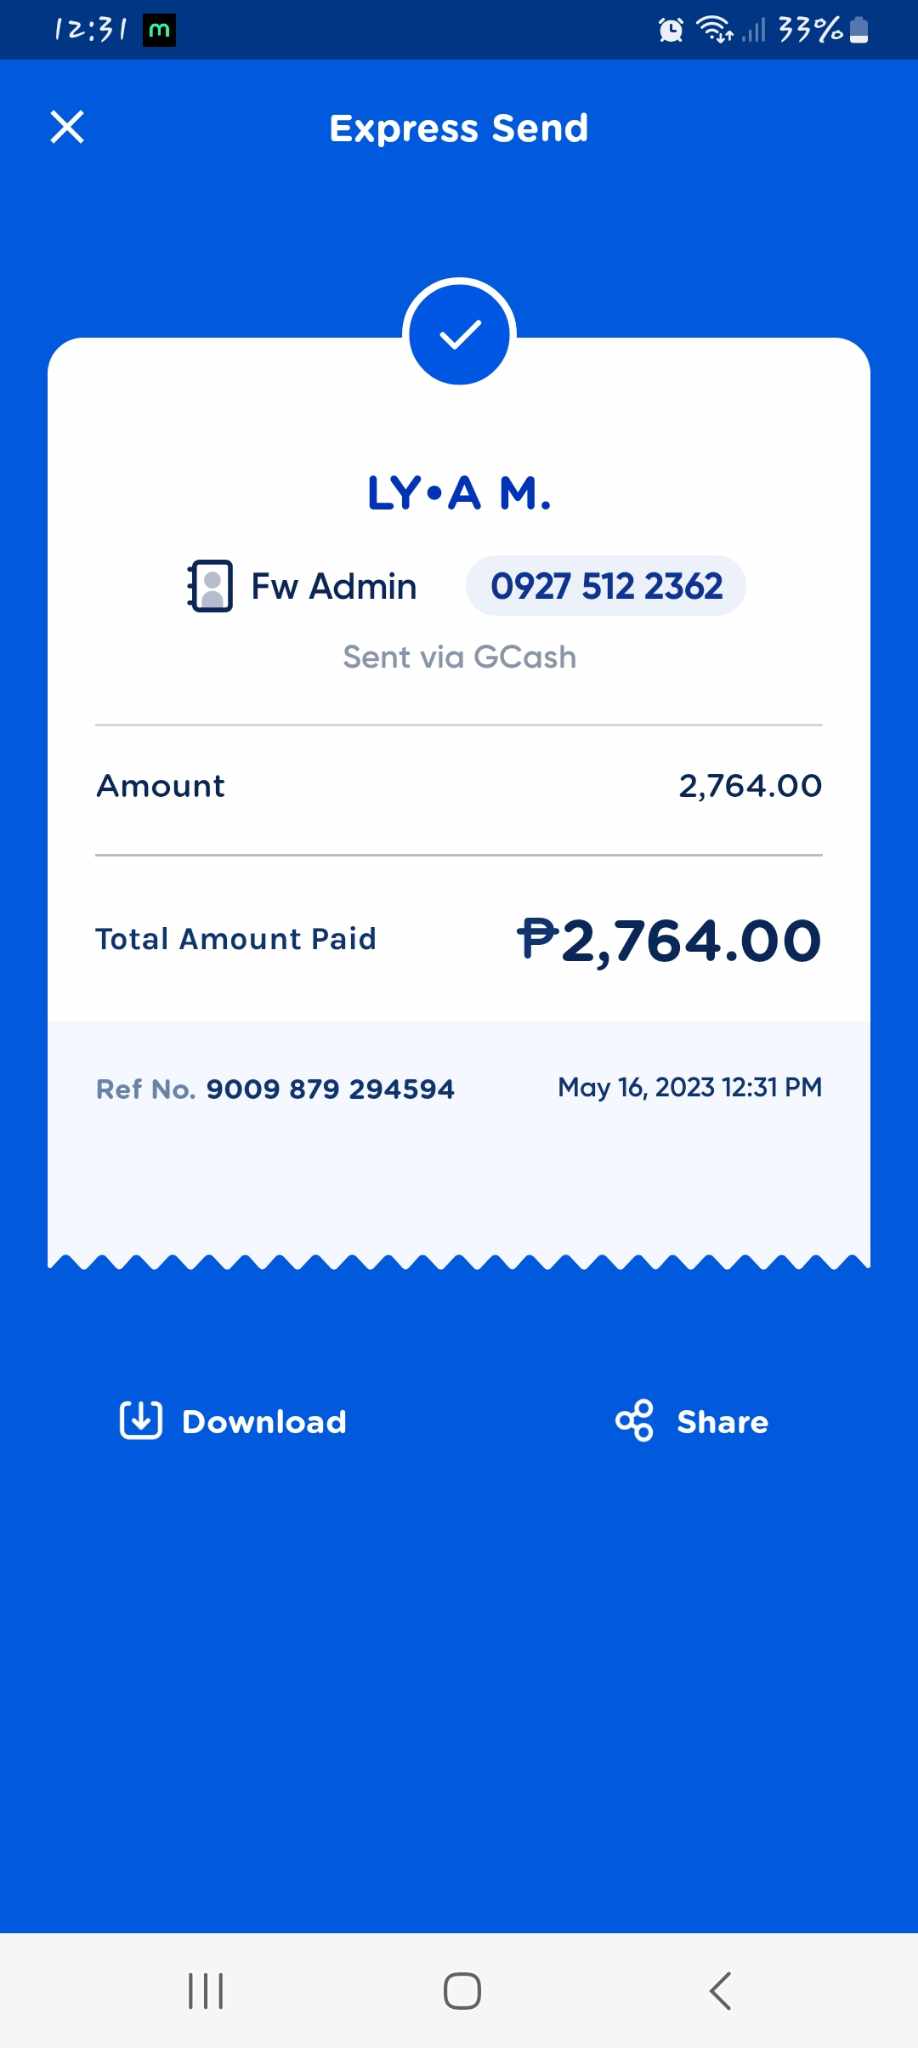 12:31 m 33%
Express Send
LY•A M.
Fw Admin 0927 512 2362
Sent via GCash
Amount 2,764.00
Total Amount Paid ₱2,764.00
Ref No. 9009 879 294594 May 16, 2023 12:31 PM
Download Share